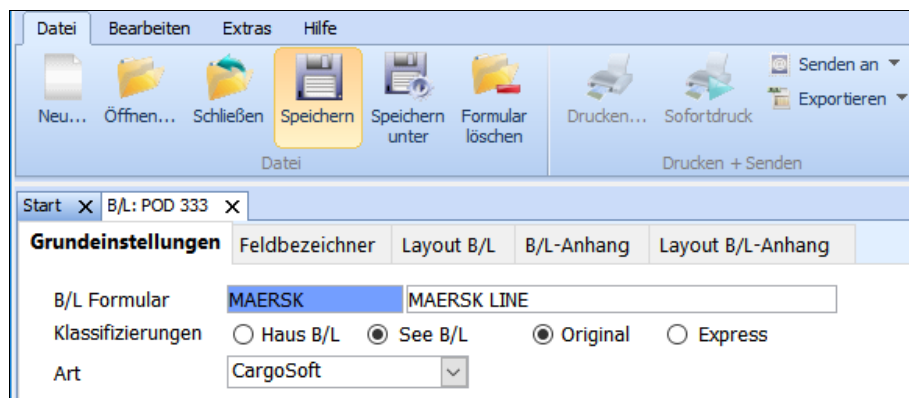 Datei Bearbeiten Extras Hilfe
Neu... Öffnen... Schließen Speichern Speichern unter Formular löschen Drucken... Sofortdruck Senden an Exportieren
Datei Drucken + Senden
Start B/L: POD 333
Grundeinstellungen Feldbezeichner Layout B/L B/L-Anhang Layout B/L-Anhang
B/L Formular MAERSK MAERSK LINE
Klassifizierungen Haus B/L See B/L Original Express
Art CargoSoft